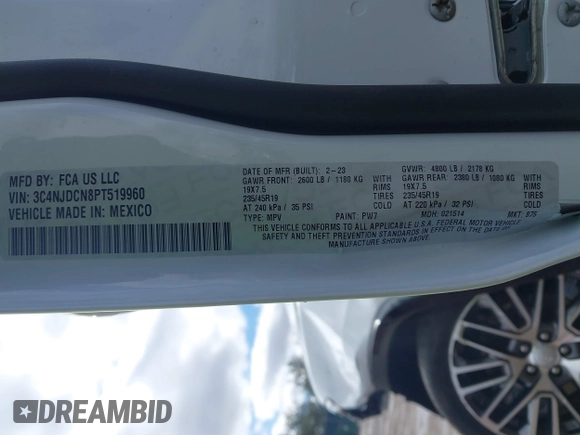 MFD BY: FCA US LLC
VIN: 3C4NJDCN8PT519960
VEHICLE MADE IN: MEXICO
DATE OF MFR (BUILT): 2-23 GVWR: 4800 LB / 2178 KG
GAWR FRONT: 2600 LB / 1180 KG WITH GAWR REAR: 2380 LB / 1080 KG WITH
19X7.5 RIMS 19X7.5 RIMS
235/45R19 TIRES 235/45R19 TIRES
AT 240 kPa / 35 PSI COLD AT 220 kPa / 32 PSI COLD
TYPE: MPV PAINT: PW7 MDH: 021514 MKT: 876
THIS VEHICLE CONFORMS TO ALL APPLICABLE U.S.A. FEDERAL MOTOR VEHICLE
SAFETY AND THEFT PREVENTION STANDARDS IN EFFECT ON THE DATE OF
MANUFACTURE SHOWN ABOVE.
DREAMBID